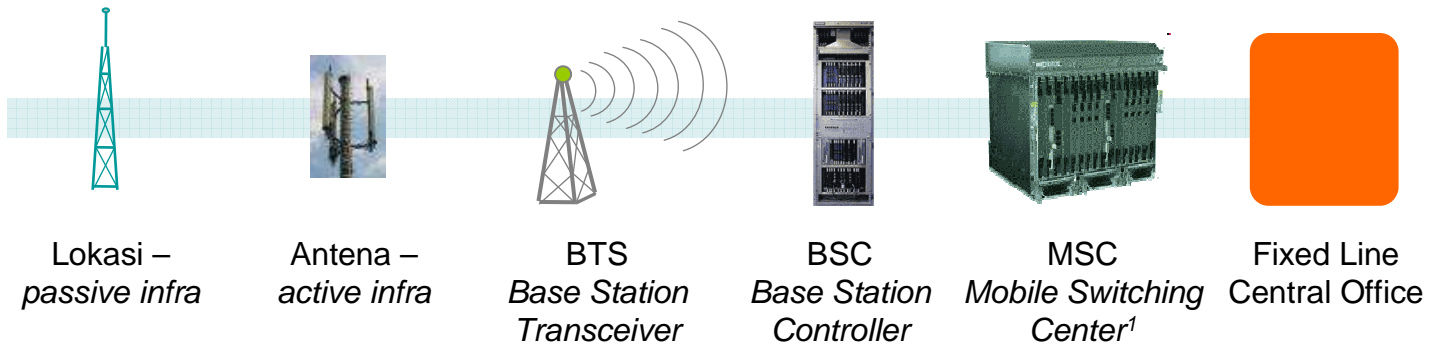 Lokasi –
passive infra
Antena –
active infra
BTS
Base Station
Transceiver
BSC
Base Station
Controller
MSC
Mobile Switching
Center¹
Fixed Line
Central Office